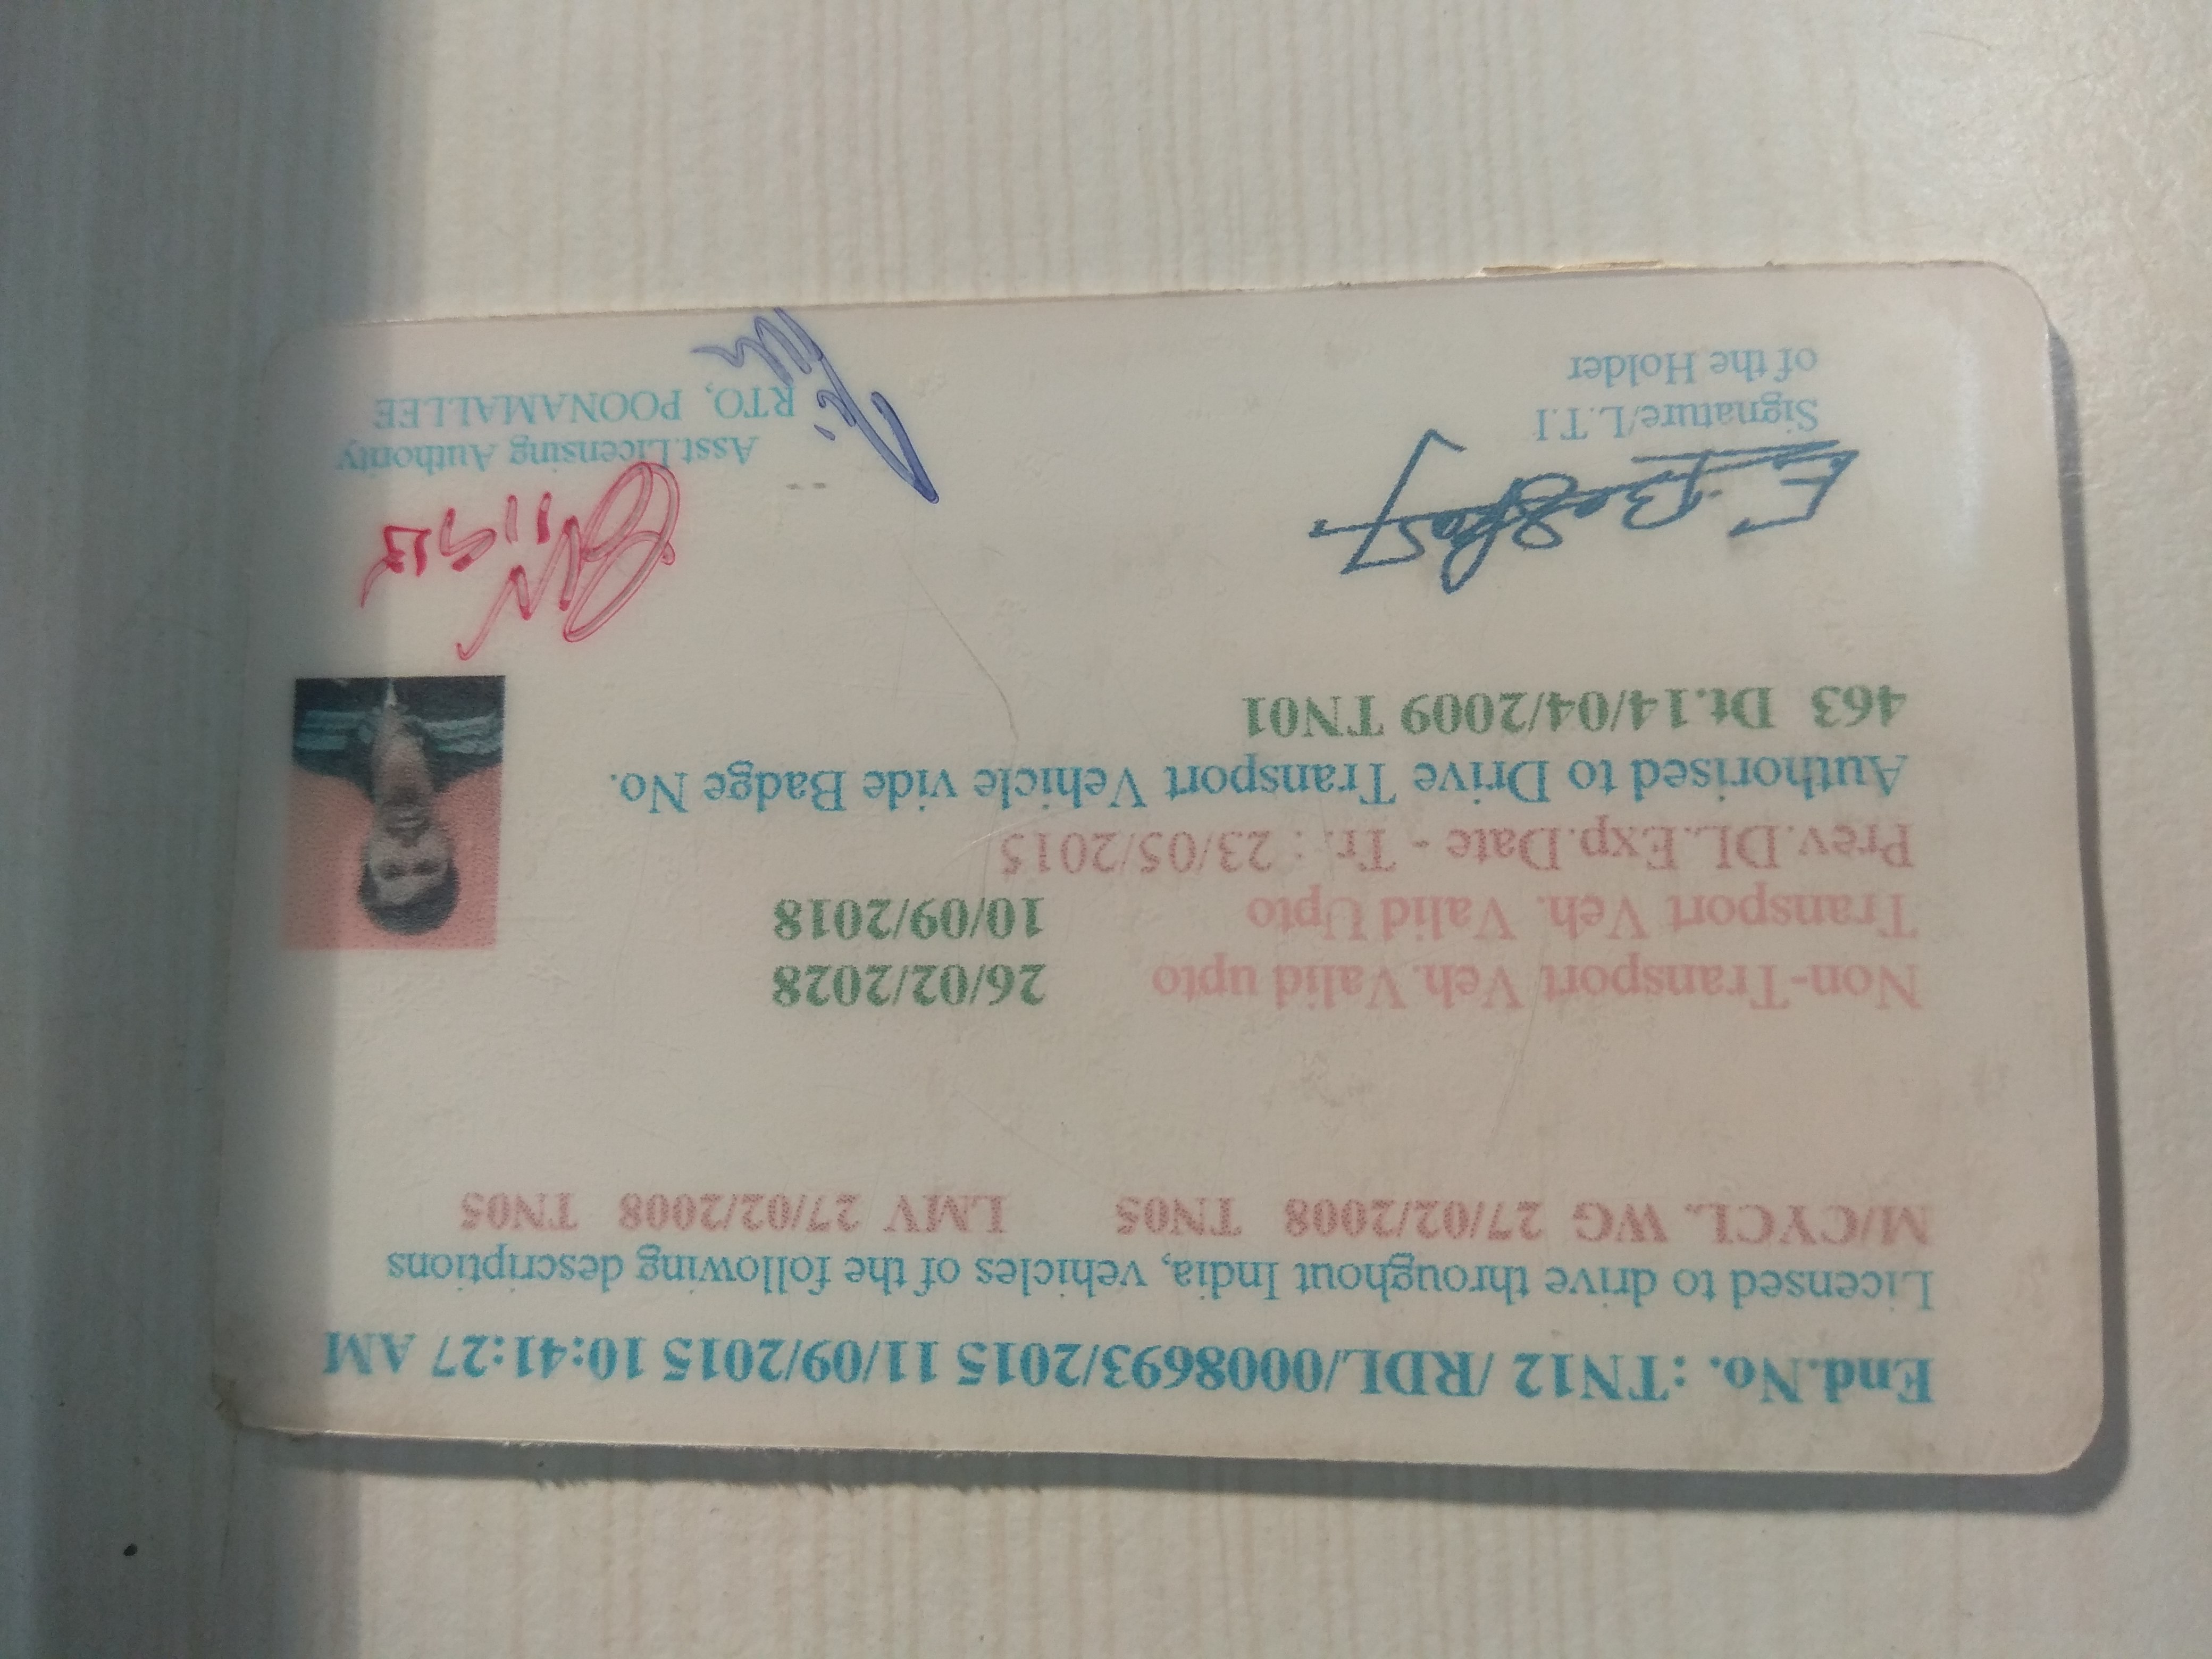 End.No. :TN12 /RDL/0008693/2015 11/09/2015 10:41:27 AM
Licensed to drive throughout India, vehicles of the following descriptions
M/CYCL. WG 27/02/2008 TN05 LMV 27/02/2008 TN05
Non-Transport Veh.Valid upto 26/02/2028
Transport Veh. Valid Upto 10/09/2018
Prev.DL.Exp.Date - Tr. : 23/05/2015
Authorised to Drive Transport Vehicle vide Badge No.
463 Dt.14/04/2009 TN01
Signature/L.T.I
of the Holder
Asst.Licensing Authority
RTO, POONAMALLEE